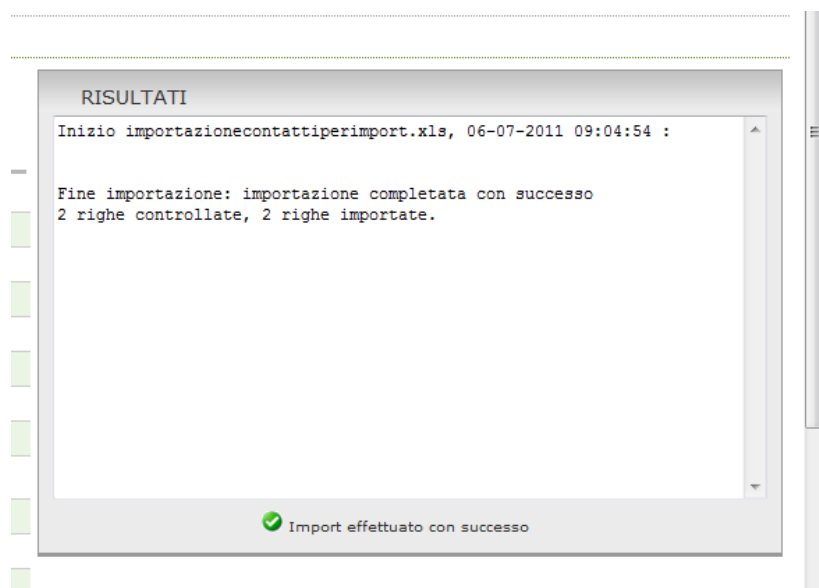 RISULTATI
Inizio importazionecontattiperimport.xls, 06-07-2011 09:04:54 :
Fine importazione: importazione completata con successo
2 righe controllate, 2 righe importate.
Import effettuato con successo